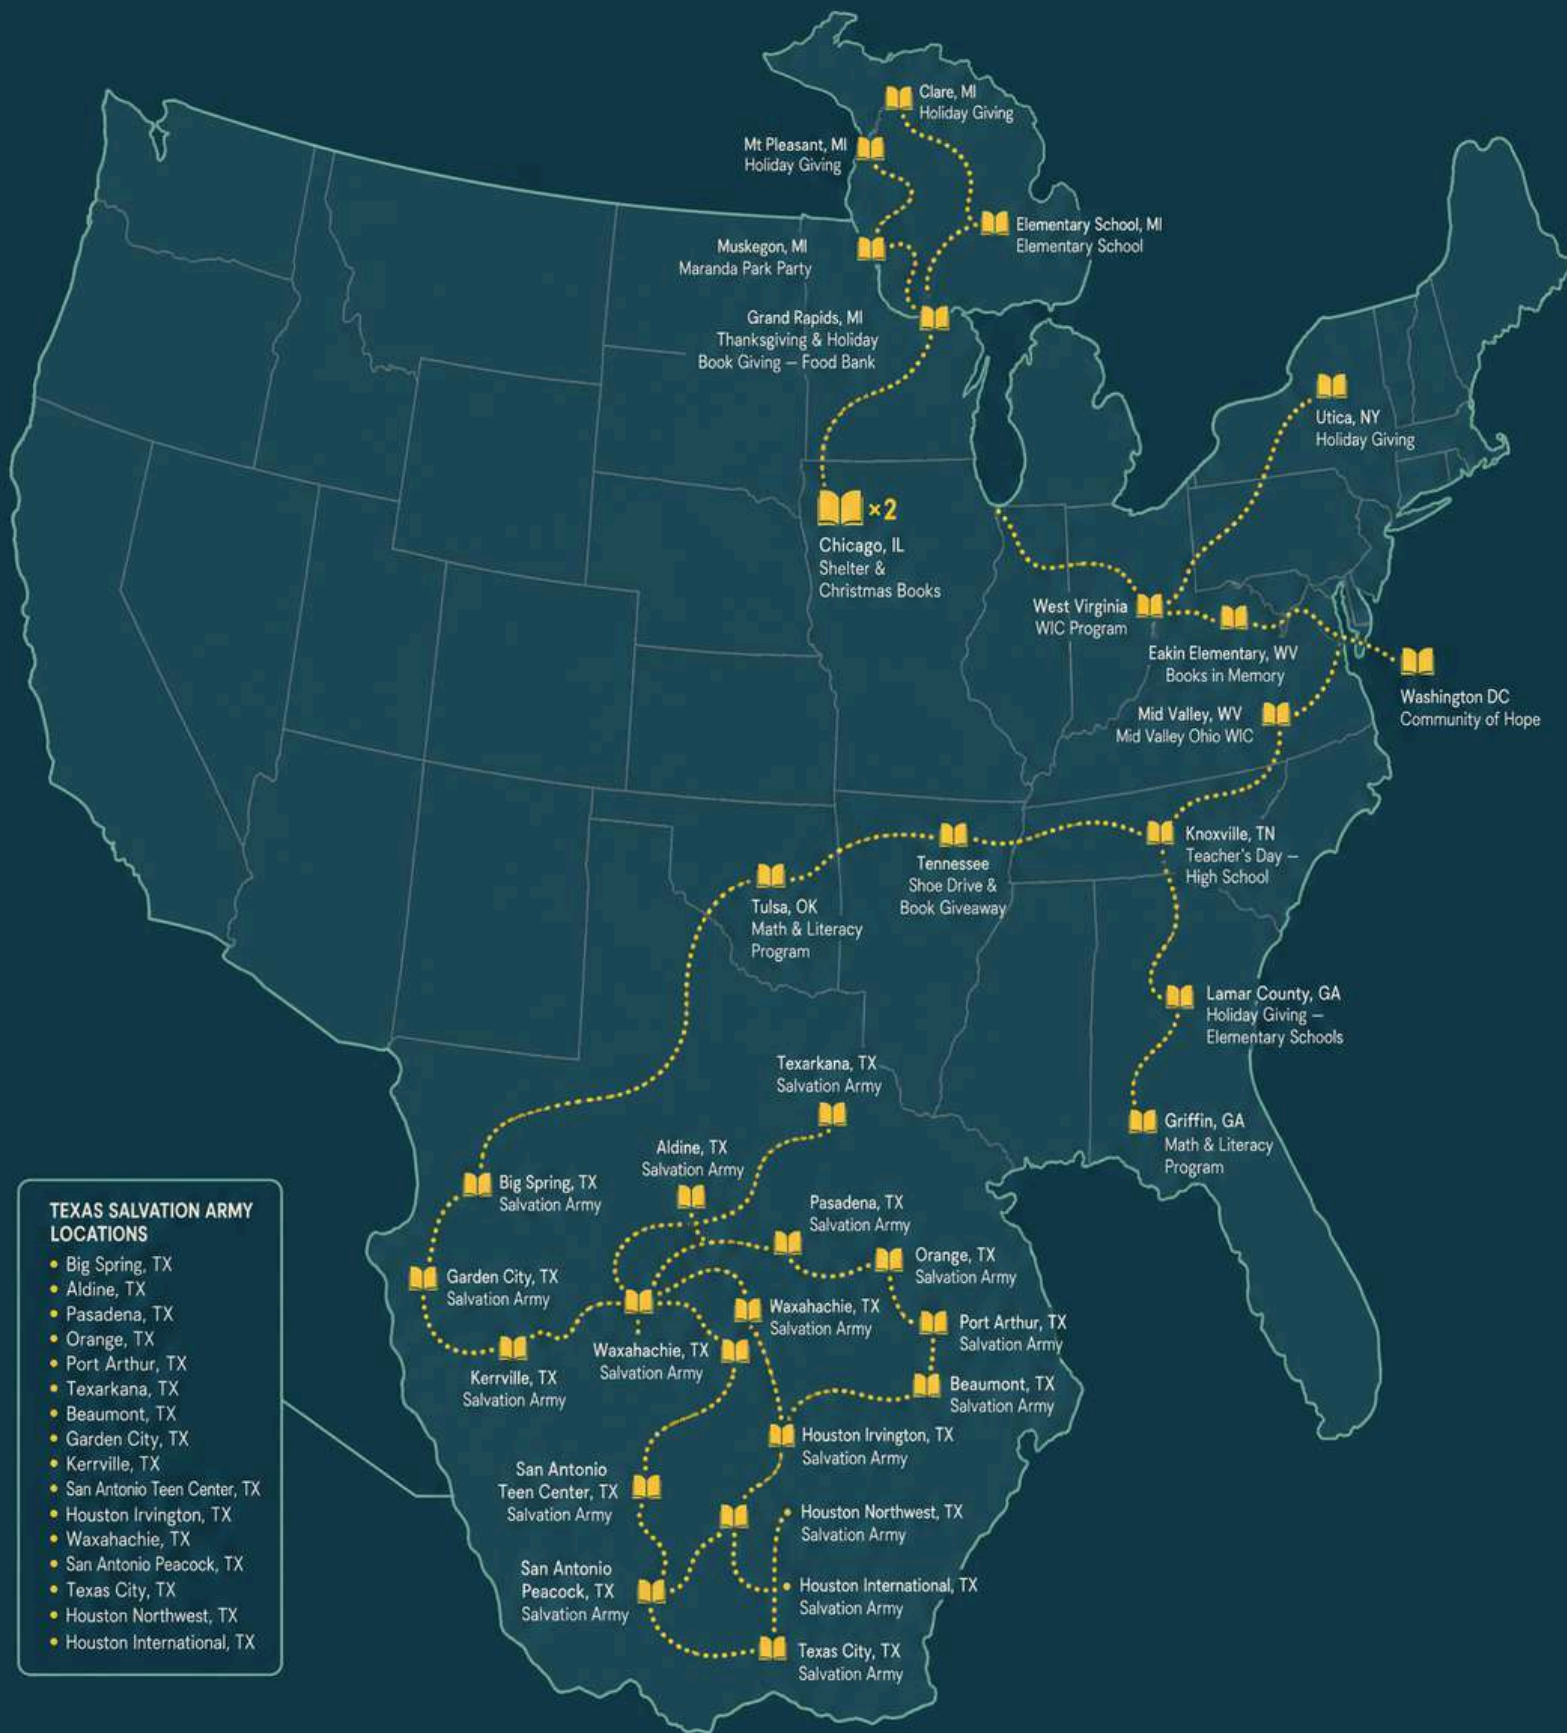 Clare, MI
Holiday Giving
Mt Pleasant, MI
Holiday Giving
Elementary School, MI
Elementary School
Muskegon, MI
Maranda Park Party
Grand Rapids, MI
Thanksgiving & Holiday
Book Giving – Food Bank
Utica, NY
Holiday Giving
×2
Chicago, IL
Shelter &
Christmas Books
West Virginia
WIC Program
Eakin Elementary, WV
Books in Memory
Washington DC
Community of Hope
Mid Valley, WV
Mid Valley Ohio WIC
Knoxville, TN
Teacher's Day –
High School
Tennessee
Shoe Drive &
Book Giveaway
Tulsa, OK
Math & Literacy
Program
Lamar County, GA
Holiday Giving –
Elementary Schools
Griffin, GA
Math & Literacy
Program
Texarkana, TX
Salvation Army
Aldine, TX
Salvation Army
Big Spring, TX
Salvation Army
Pasadena, TX
Salvation Army
Orange, TX
Salvation Army
Garden City, TX
Salvation Army
Waxahachie, TX
Salvation Army
Port Arthur, TX
Salvation Army
Waxahachie, TX
Salvation Army
Kerrville, TX
Salvation Army
Beaumont, TX
Salvation Army
Houston Irvington, TX
Salvation Army
San Antonio
Teen Center, TX
Salvation Army
Houston Northwest, TX
Salvation Army
San Antonio
Peacock, TX
Salvation Army
Houston International, TX
Salvation Army
Texas City, TX
Salvation Army
TEXAS SALVATION ARMY
LOCATIONS
• Big Spring, TX
• Aldine, TX
• Pasadena, TX
• Orange, TX
• Port Arthur, TX
• Texarkana, TX
• Beaumont, TX
• Garden City, TX
• Kerrville, TX
• San Antonio Teen Center, TX
• Houston Irvington, TX
• Waxahachie, TX
• San Antonio Peacock, TX
• Texas City, TX
• Houston Northwest, TX
• Houston International, TX